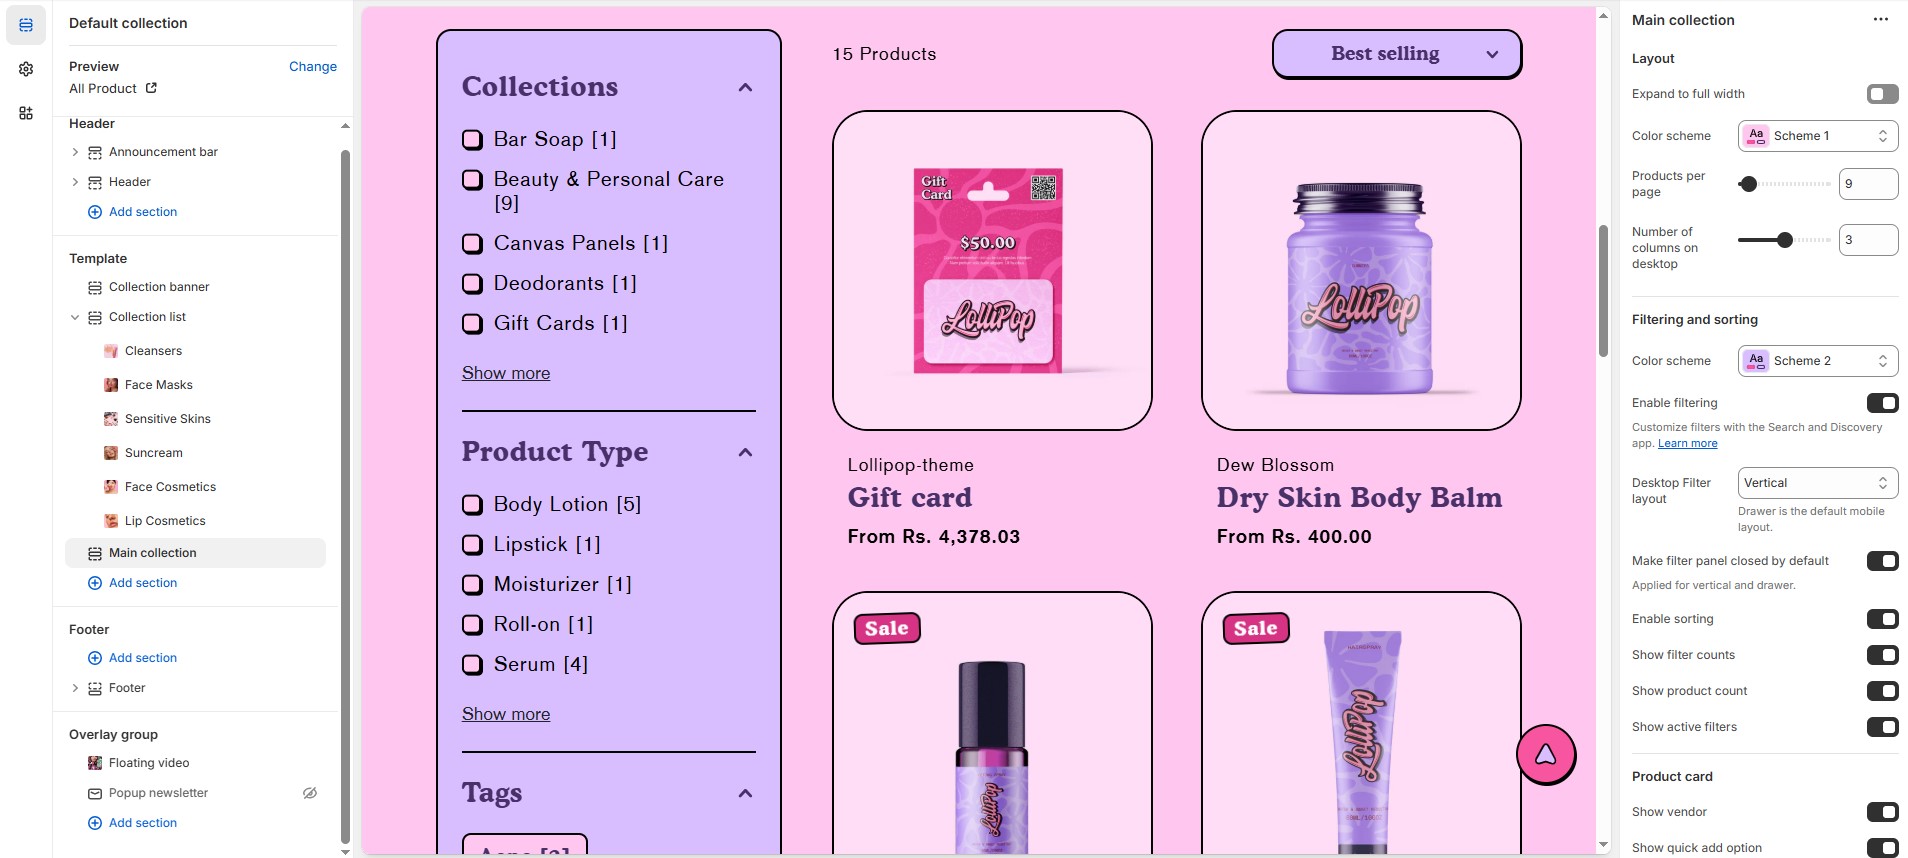 Default collection
Preview
Change
All Product
Header
Announcement bar
Header
Add section
Template
Collection banner
Collection list
Cleansers
Face Masks
Sensitive Skins
Suncream
Face Cosmetics
Lip Cosmetics
Main collection
Add section
Footer
Add section
Footer
Overlay group
Floating video
Popup newsletter
Add section
Collections
Bar Soap [1]
Beauty & Personal Care
[9]
Canvas Panels [1]
Deodorants [1]
Gift Cards [1]
Show more
Product Type
Body Lotion [5]
Lipstick [1]
Moisturizer [1]
Roll-on [1]
Serum [4]
Show more
Tags
15 Products
Best selling
Gift
Card
$50.00
LolliPop
LolliPop
Lollipop-theme
Gift card
From Rs. 4,378.03
Dew Blossom
Dry Skin Body Balm
From Rs. 400.00
Sale
LolliPop
Sale
LolliPop
Main collection
Layout
Expand to full width
Color scheme
Aa
Scheme 1
Products per
page
9
Number of
columns on
desktop
3
Filtering and sorting
Color scheme
Aa
Scheme 2
Enable filtering
Customize filters with the Search and Discovery
app. Learn more
Desktop Filter
layout
Vertical
Drawer is the default mobile
layout.
Make filter panel closed by default
Applied for vertical and drawer.
Enable sorting
Show filter counts
Show product count
Show active filters
Product card
Show vendor
Show quick add option